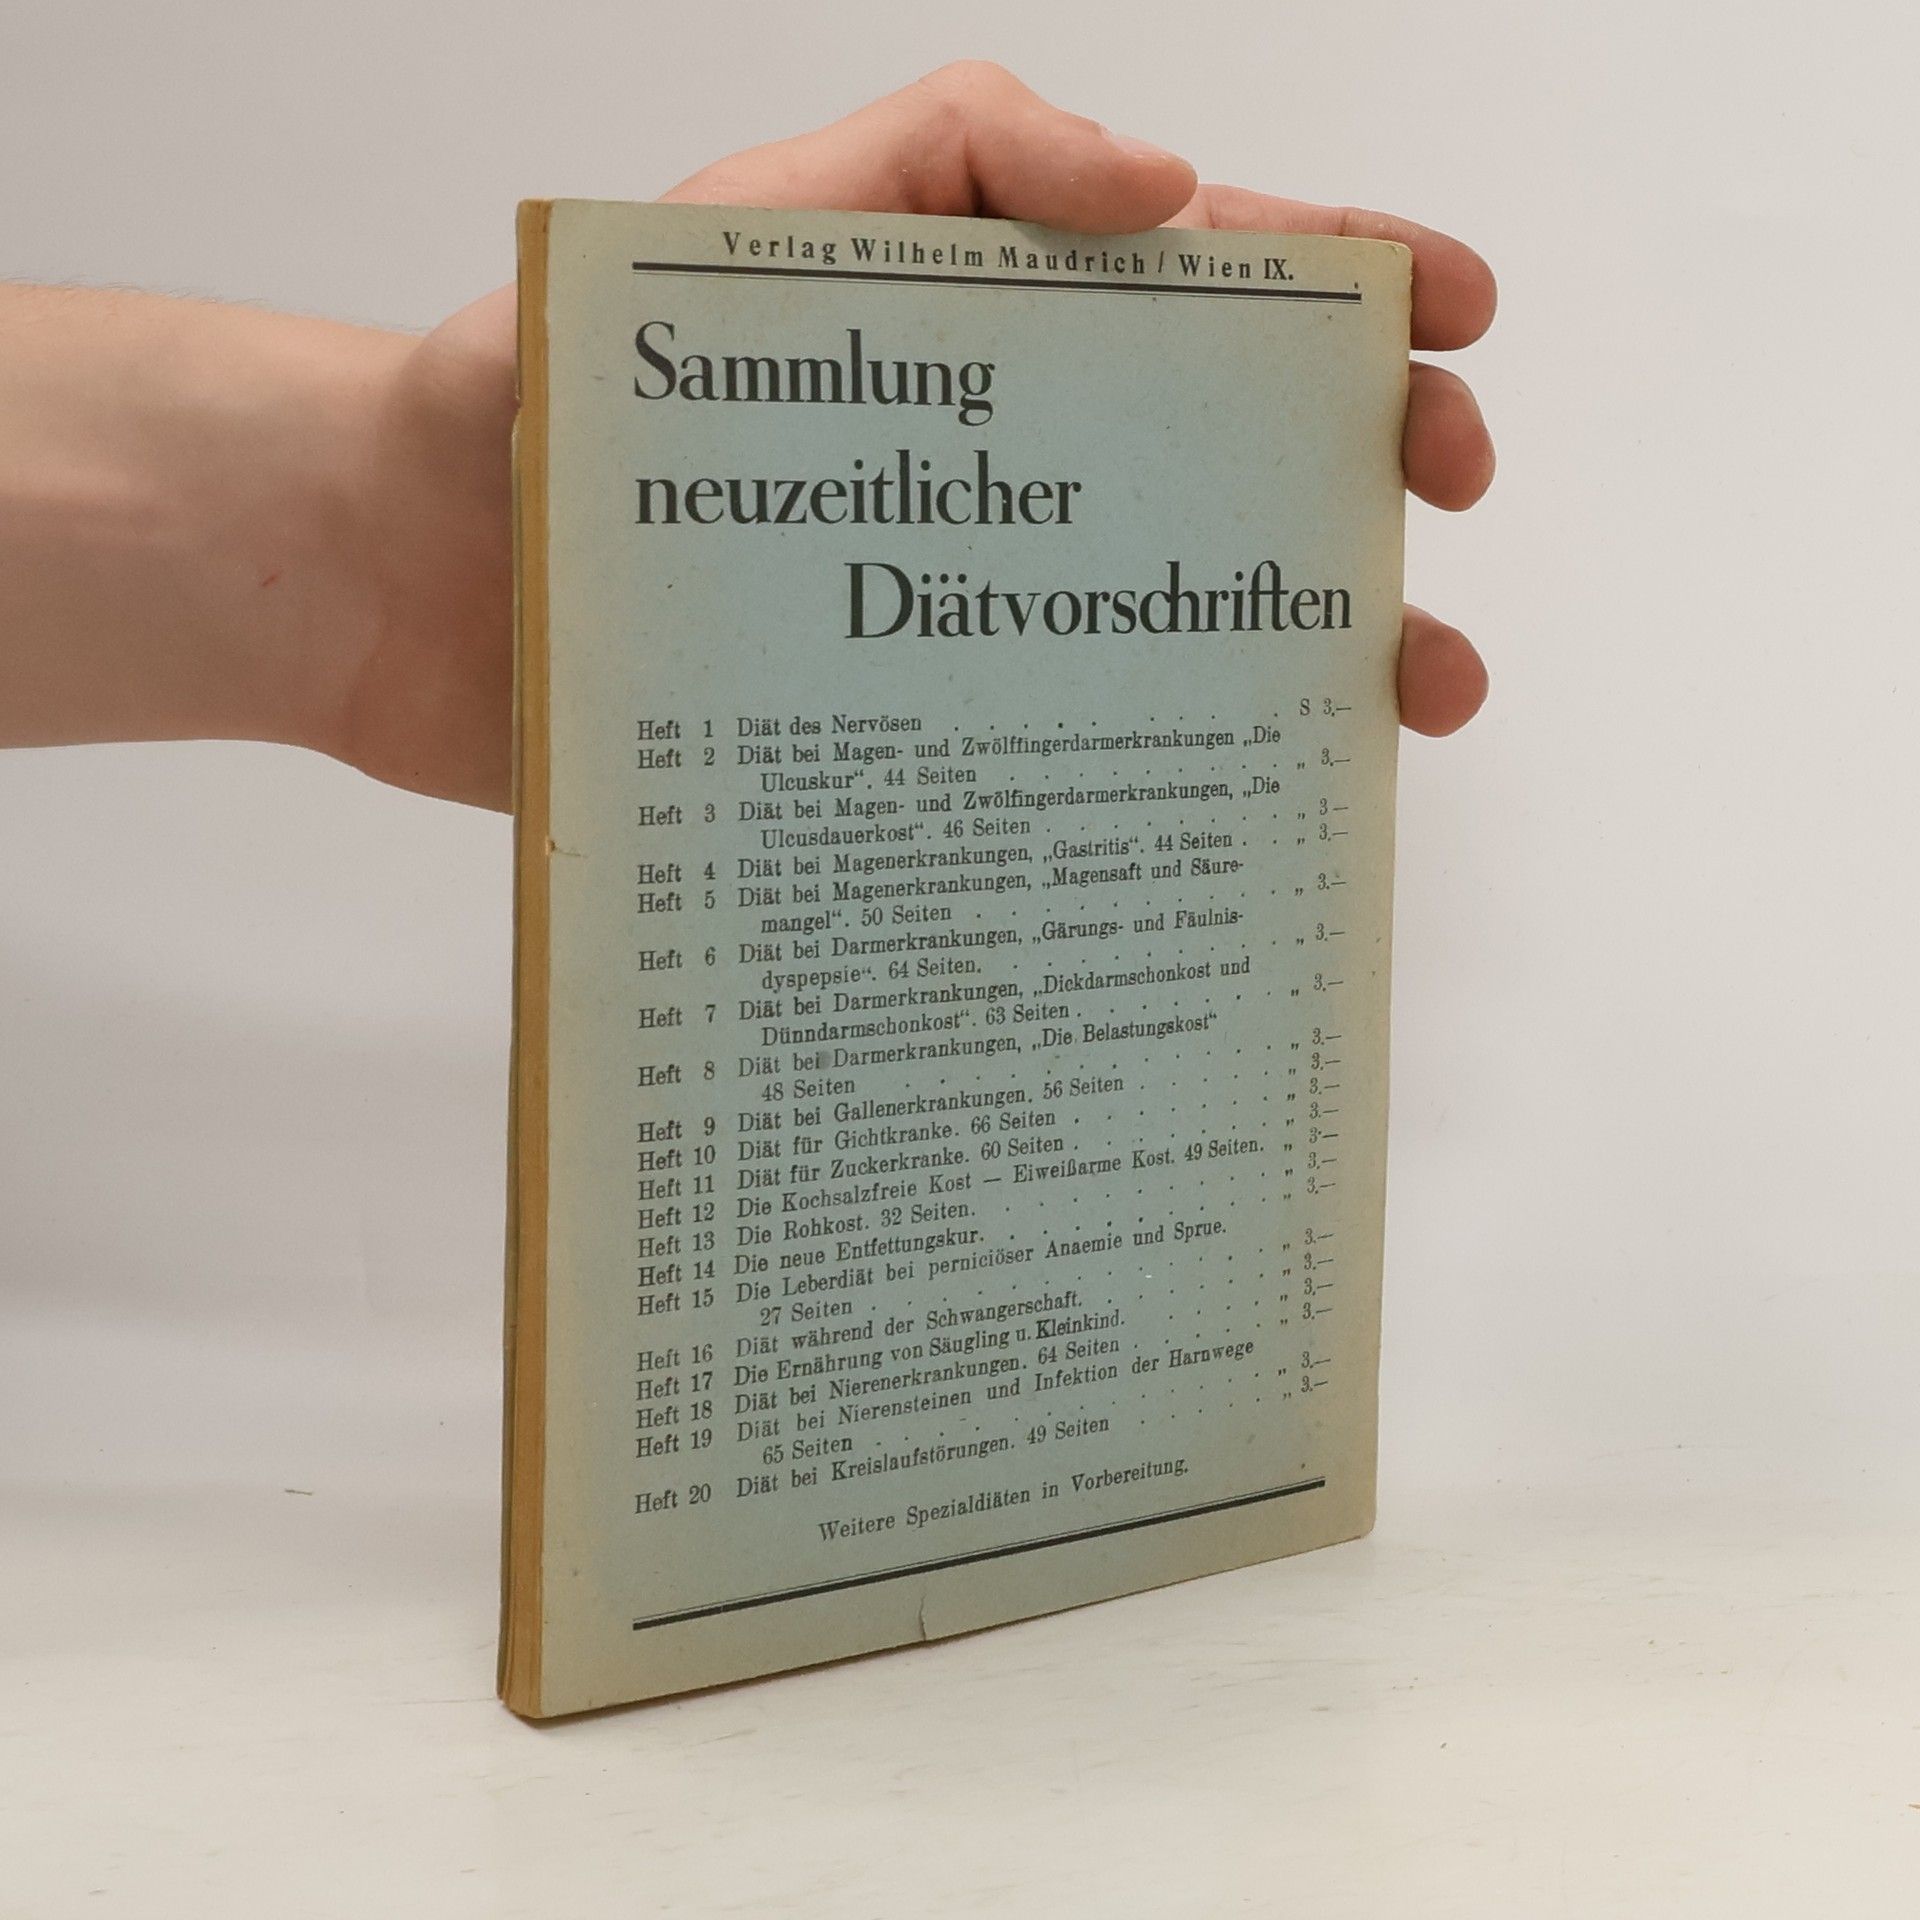 Verlag Wilhelm Maudrich / Wien IX.
Sammlung
neuzeitlicher
Diätvorschriften
Heft 1 Diät des Nervösen . . . . . . . . . S 3.—
Heft 2 Diät bei Magen- und Zwölffingerdarmerkrankungen „Die
Ulcuskur“. 44 Seiten . . . . . . . . . „ 3.—
Heft 3 Diät bei Magen- und Zwölfingerdarmerkrankungen, „Die
Ulcusdauerkost“. 46 Seiten . . . . . . . . „ 3—
Heft 4 Diät bei Magenerkrankungen, „Gastritis“. 44 Seiten . . „ 3.—
Heft 5 Diät bei Magenerkrankungen, „Magensaft und Säure-
mangel“. 50 Seiten . . . . . . . . . . „ 3.—
Heft 6 Diät bei Darmerkrankungen, „Gärungs- und Fäulnis-
dyspepsie“. 64 Seiten. . . . . . . . . . „ 3.—
Heft 7 Diät bei Darmerkrankungen, „Dickdarmschonkost und
Dünndarmschonkost“. 63 Seiten . . . . . . . „ 3.—
Heft 8 Diät bei Darmerkrankungen, „Die Belastungskost“
48 Seiten . . . . . . . . . . . „ 3.—
Heft 9 Diät bei Gallenerkrankungen. 56 Seiten . . . . . „ 3.—
Heft 10 Diät für Gichtkranke. 66 Seiten . . . . . . . „ 3.—
Heft 11 Diät für Zuckerkranke. 60 Seiten . . . . . . . „ 3.—
Heft 12 Die Kochsalzfreie Kost — Eiweißarme Kost. 49 Seiten. „ 3·—
Heft 13 Die Rohkost. 32 Seiten. . . . . . . . . . „ 3.—
Heft 14 Die neue Entfettungskur. . . . . . . . . . „ 3.—
Heft 15 Die Leberdiät bei perniciöser Anaemie und Sprue.
27 Seiten . . . . . . . . . . . . „ 3.—
Heft 16 Diät während der Schwangerschaft. . . . . . . „ 3.—
Heft 17 Die Ernährung von Säugling u. Kleinkind. . . . . „ 3.—
Heft 18 Diät bei Nierenerkrankungen. 64 Seiten . . . . . „ 3.—
Heft 19 Diät bei Nierensteinen und Infektion der Harnwege
65 Seiten . . . . . . . . . . . . „ 3.—
Heft 20 Diät bei Kreislaufstörungen. 49 Seiten . . . . . „ 3.—
Weitere Spezialdiäten in Vorbereitung.